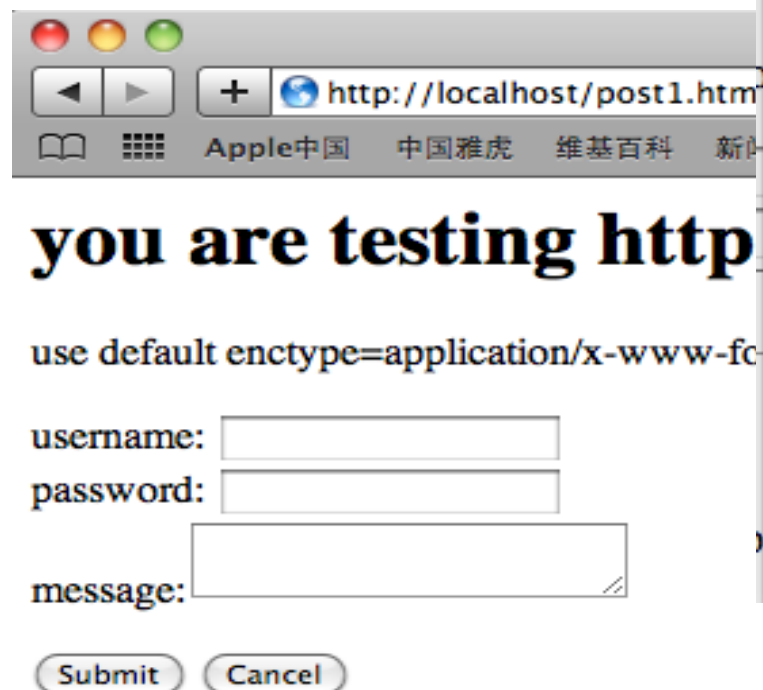 http://localhost/post1.htm
Apple中国 中国雅虎 维基百科
you are testing http
use default enctype=application/x-www-fo
username:
password:
message:
Submit Cancel